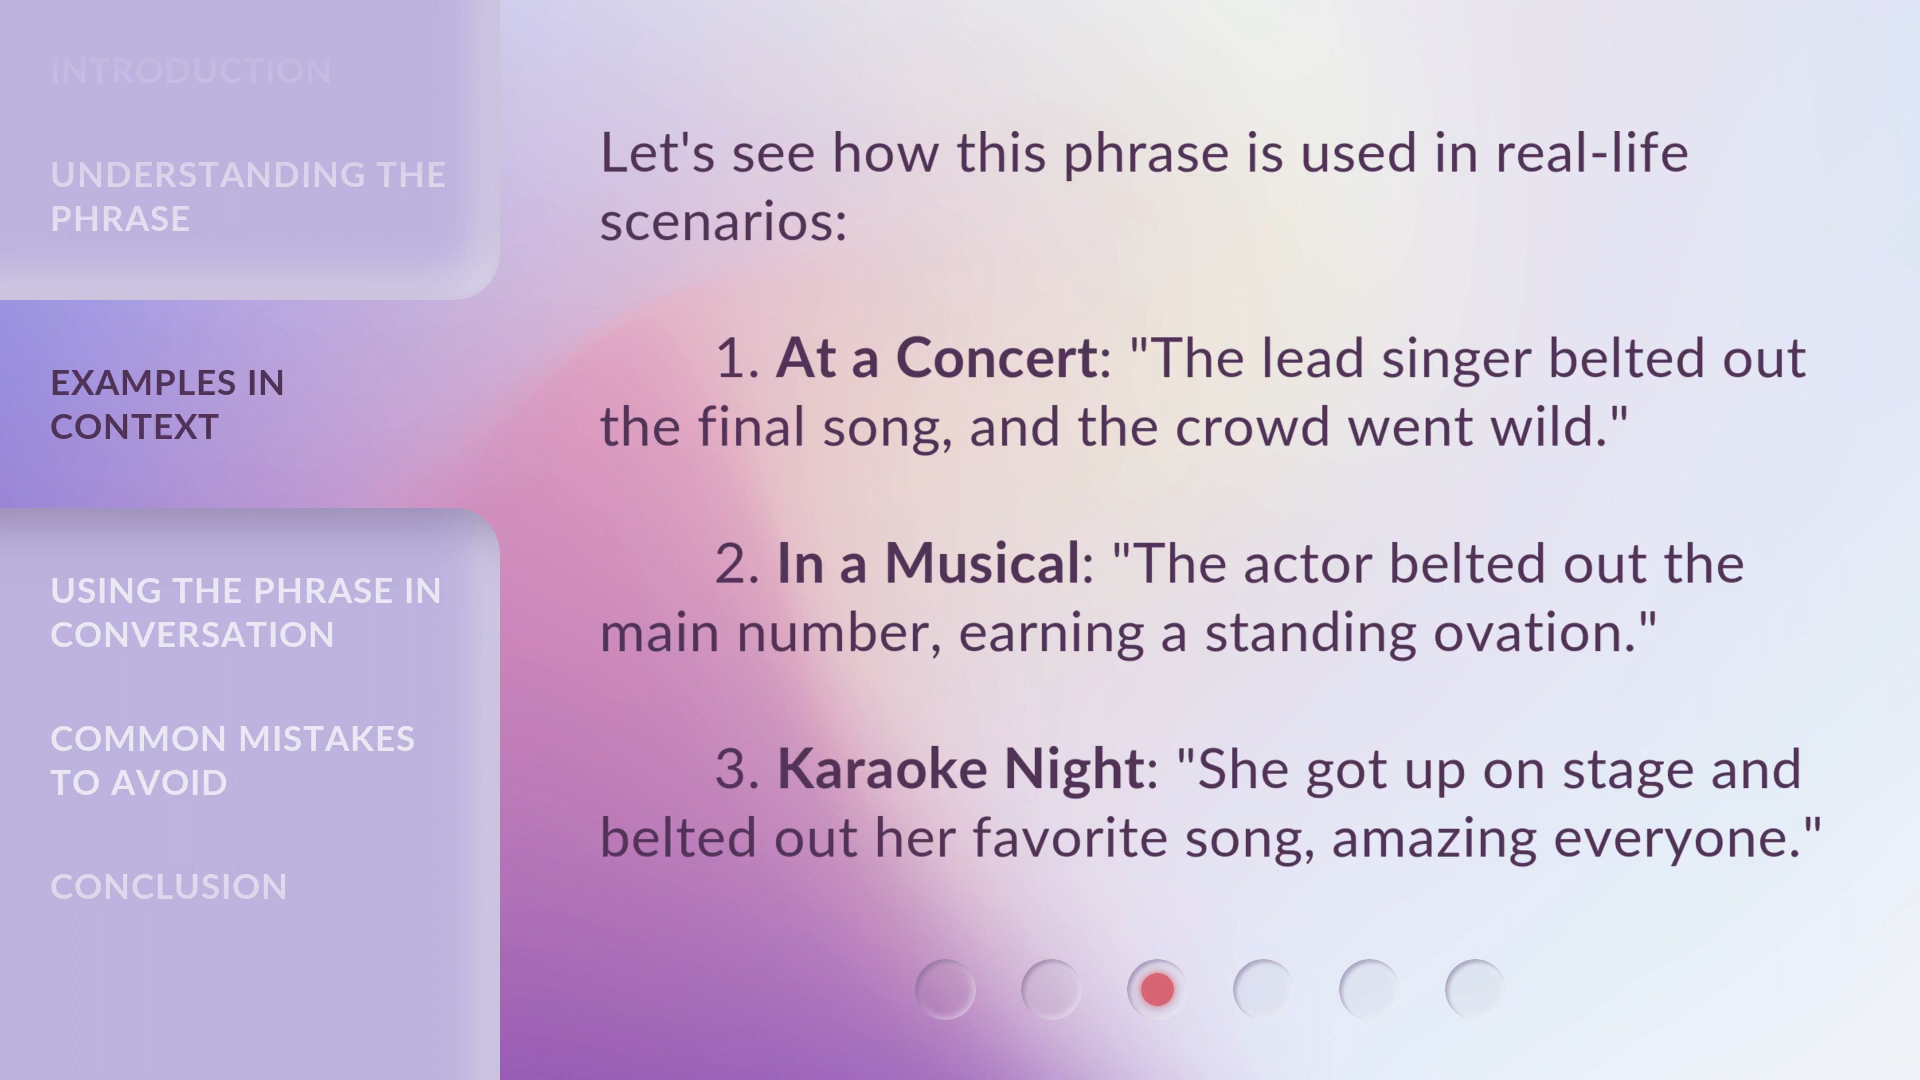 INTRODUCTION
UNDERSTANDING THE
PHRASE
EXAMPLES IN
CONTEXT
USING THE PHRASE IN
CONVERSATION
COMMON MISTAKES
TO AVOID
CONCLUSION
Let's see how this phrase is used in real-life
scenarios:
1. At a Concert: "The lead singer belted out
the final song, and the crowd went wild."
2. In a Musical: "The actor belted out the
main number, earning a standing ovation."
3. Karaoke Night: "She got up on stage and
belted out her favorite song, amazing everyone."